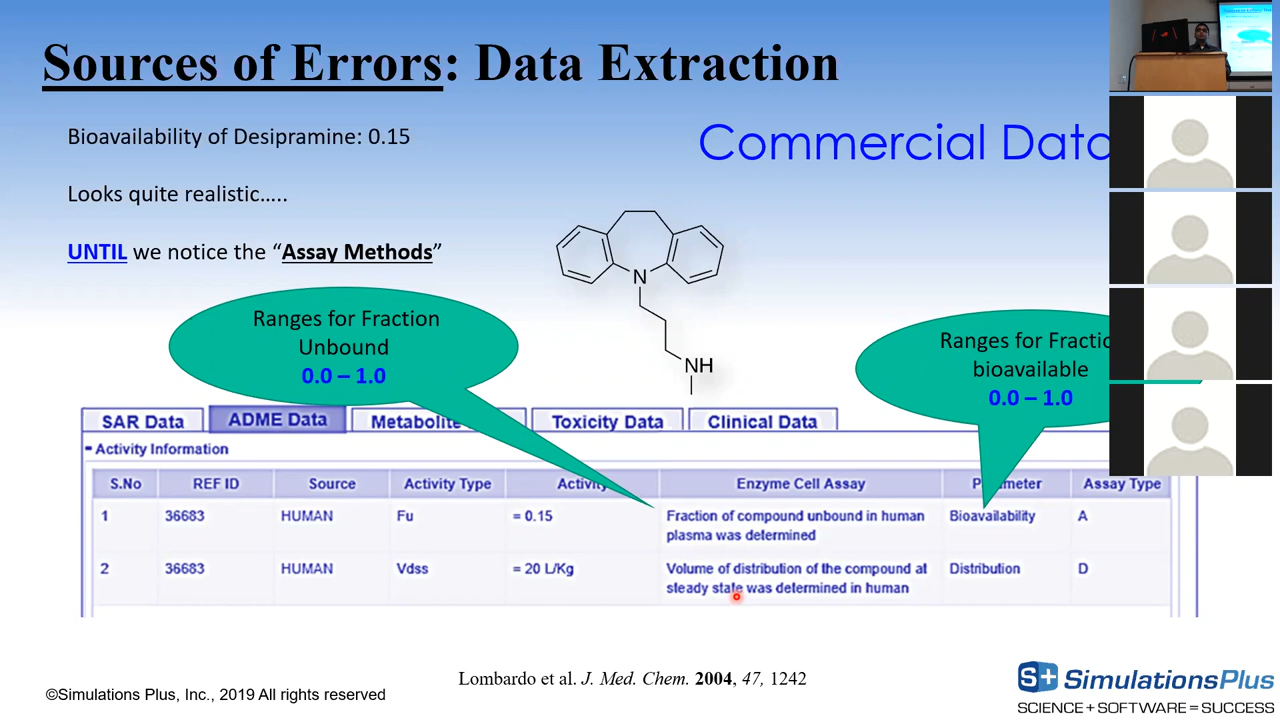 Sources of Errors: Data Extraction
Bioavailability of Desipramine: 0.15
Commercial Data
Looks quite realistic…..
UNTIL we notice the “Assay Methods”
N
NH
Ranges for Fraction
Unbound
0.0 – 1.0
Ranges for Fractio
bioavailable
0.0 – 1.0
SAR Data ADME Data Metabolite Toxicity Data Clinical Data
Activity Information
S.No REF ID Source Activity Type Activity Enzyme Cell Assay P meter Assay Type
1 36683 HUMAN Fu = 0.15 Fraction of compound unbound in human Bioavailability A
plasma was determined
2 36683 HUMAN Vdss = 20 L/Kg Volume of distribution of the compound at Distribution D
steady state was determined in human
Lombardo et al. J. Med. Chem. 2004, 47, 1242
©Simulations Plus, Inc., 2019 All rights reserved
S+ SimulationsPlus
SCIENCE + SOFTWARE = SUCCESS